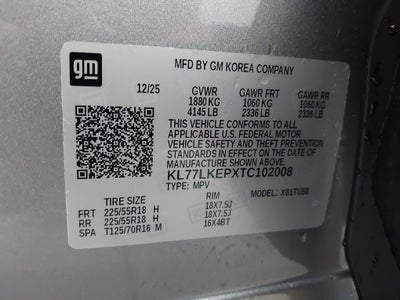 gm
MFD BY GM KOREA COMPANY
12/25 GVWR GAWR FRT GAWR RR
1880 KG 1060 KG 1060 KG
4145 LB 2336 LB 2336 LB
THIS VEHICLE CONFORMS TO ALL
APPLICABLE U.S. FEDERAL MOTOR
VEHICLE SAFETY AND THEFT PREVENTION
STANDARDS IN EFFECT ON THE DATE OF
MANUFACTURE SHOWN ABOVE.
KL77LKEPXTC102008
TYPE: MPV MODEL: X81TU58
TIRE SIZE RIM
FRT 225/55R18 H 18X7.5J
RR 225/55R18 H 18X7.5J
SPA T125/70R16 M 16X4BT